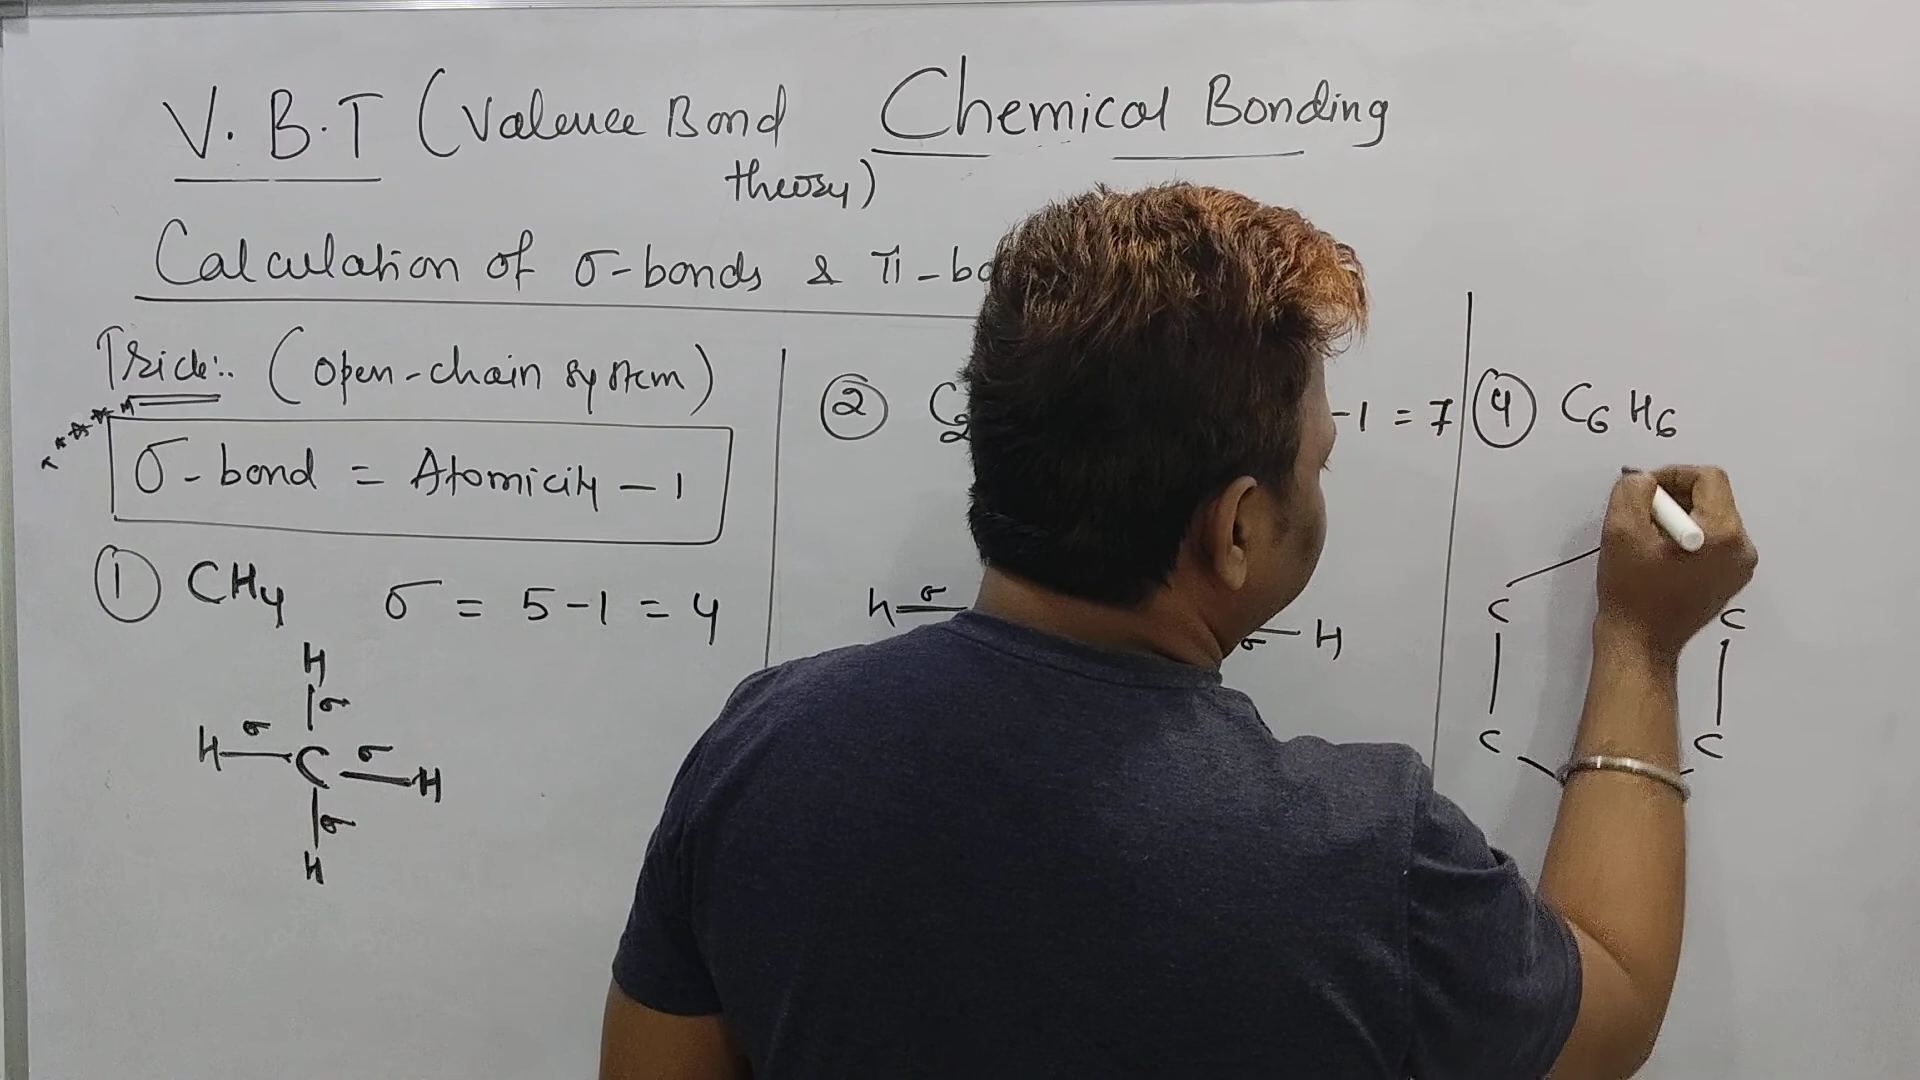 V.B.T (Valence Bond theory)
Chemical Bonding
Calculation of σ-bonds & π-bo
Trick:. (open-chain system)
σ-bond = Atomicity - 1
① CH₄ σ = 5-1 = 4
H
σ
H σ C σ H
σ
H
② C₂ -1 = 7
H σ σ H
④ C₆H₆
C C
C C